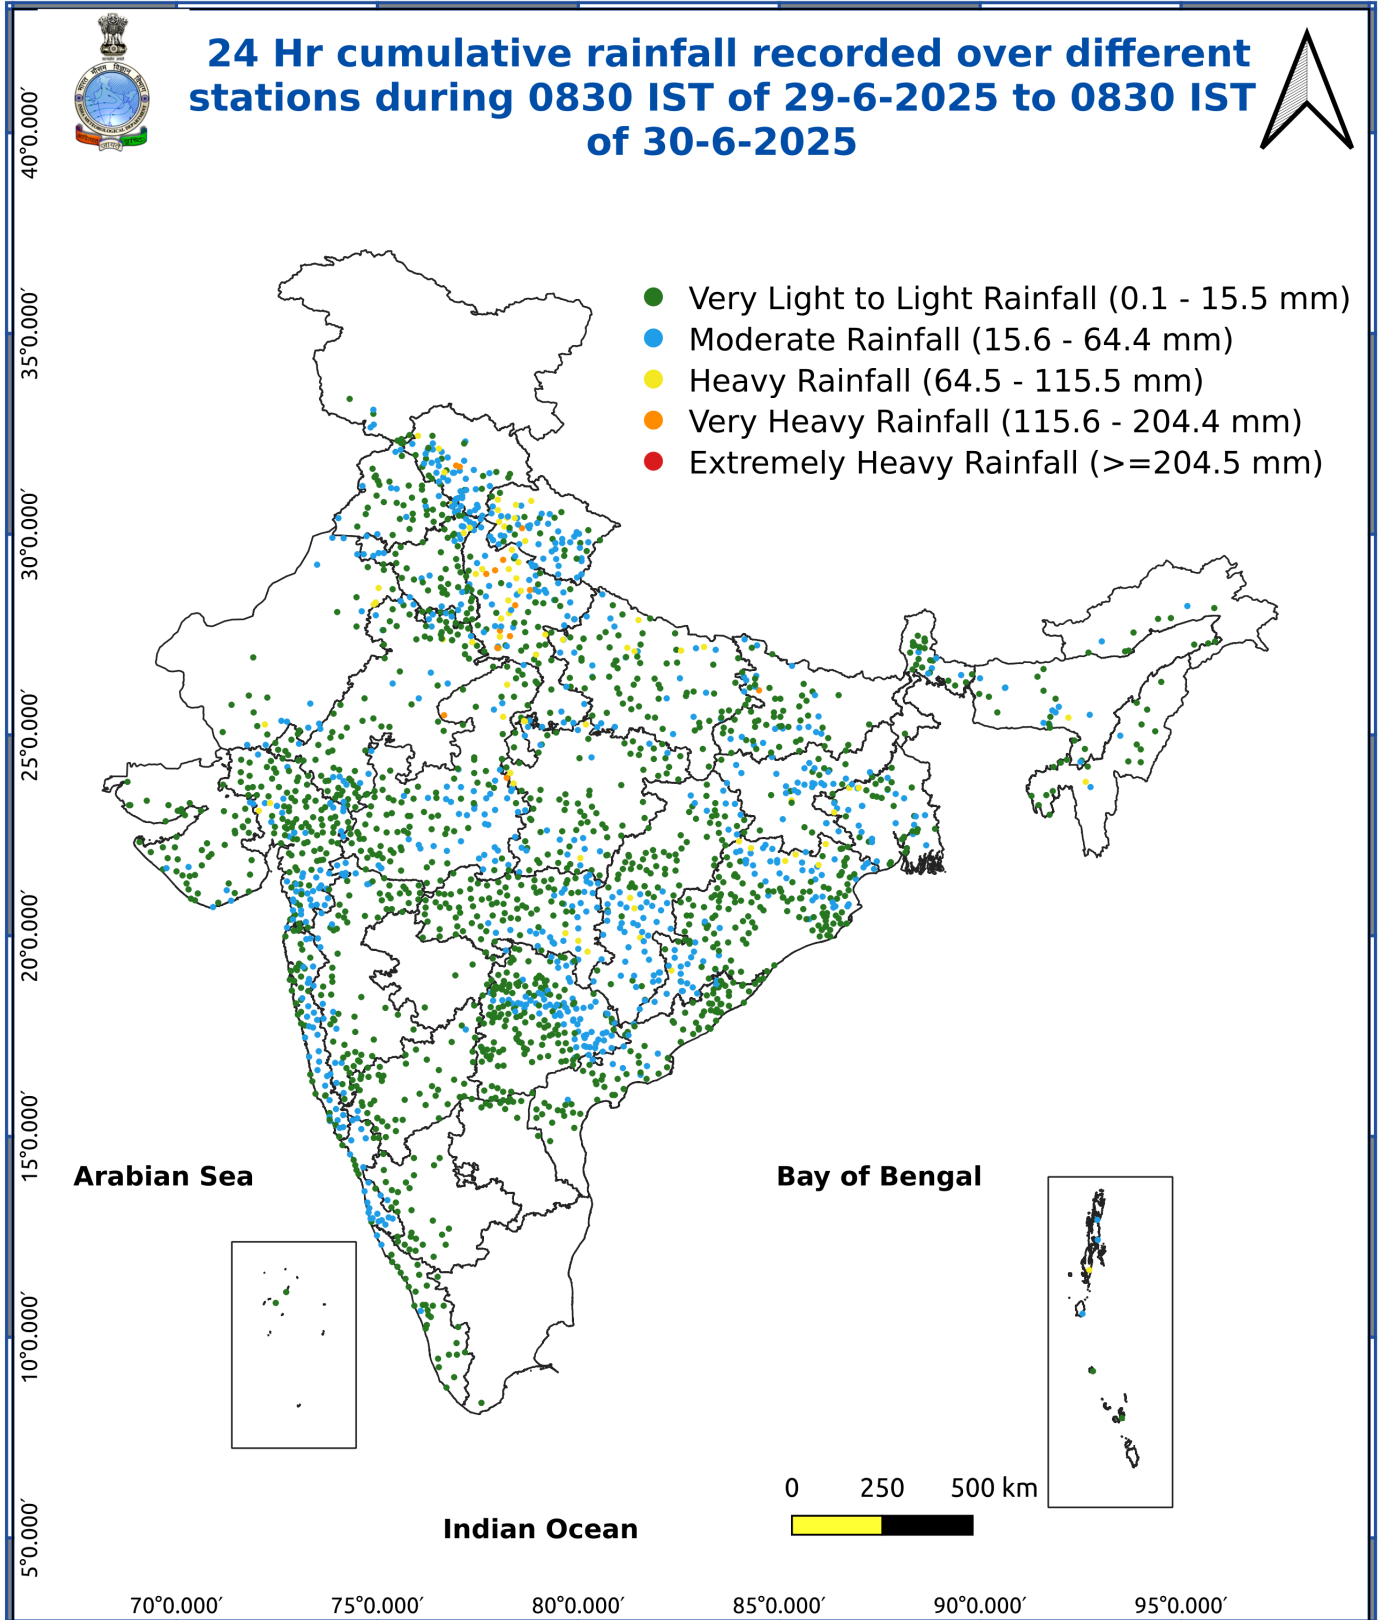 24 Hr cumulative rainfall recorded over different
stations during 0830 IST of 29-6-2025 to 0830 IST
of 30-6-2025
Very Light to Light Rainfall (0.1 - 15.5 mm)
Moderate Rainfall (15.6 - 64.4 mm)
Heavy Rainfall (64.5 - 115.5 mm)
Very Heavy Rainfall (115.6 - 204.4 mm)
Extremely Heavy Rainfall (>=204.5 mm)
40°0.000′
35°0.000′
30°0.000′
25°0.000′
20°0.000′
15°0.000′
10°0.000′
5°0.000′
Arabian Sea
Bay of Bengal
Indian Ocean
0 250 500 km
70°0.000′ 75°0.000′ 80°0.000′ 85°0.000′ 90°0.000′ 95°0.000′